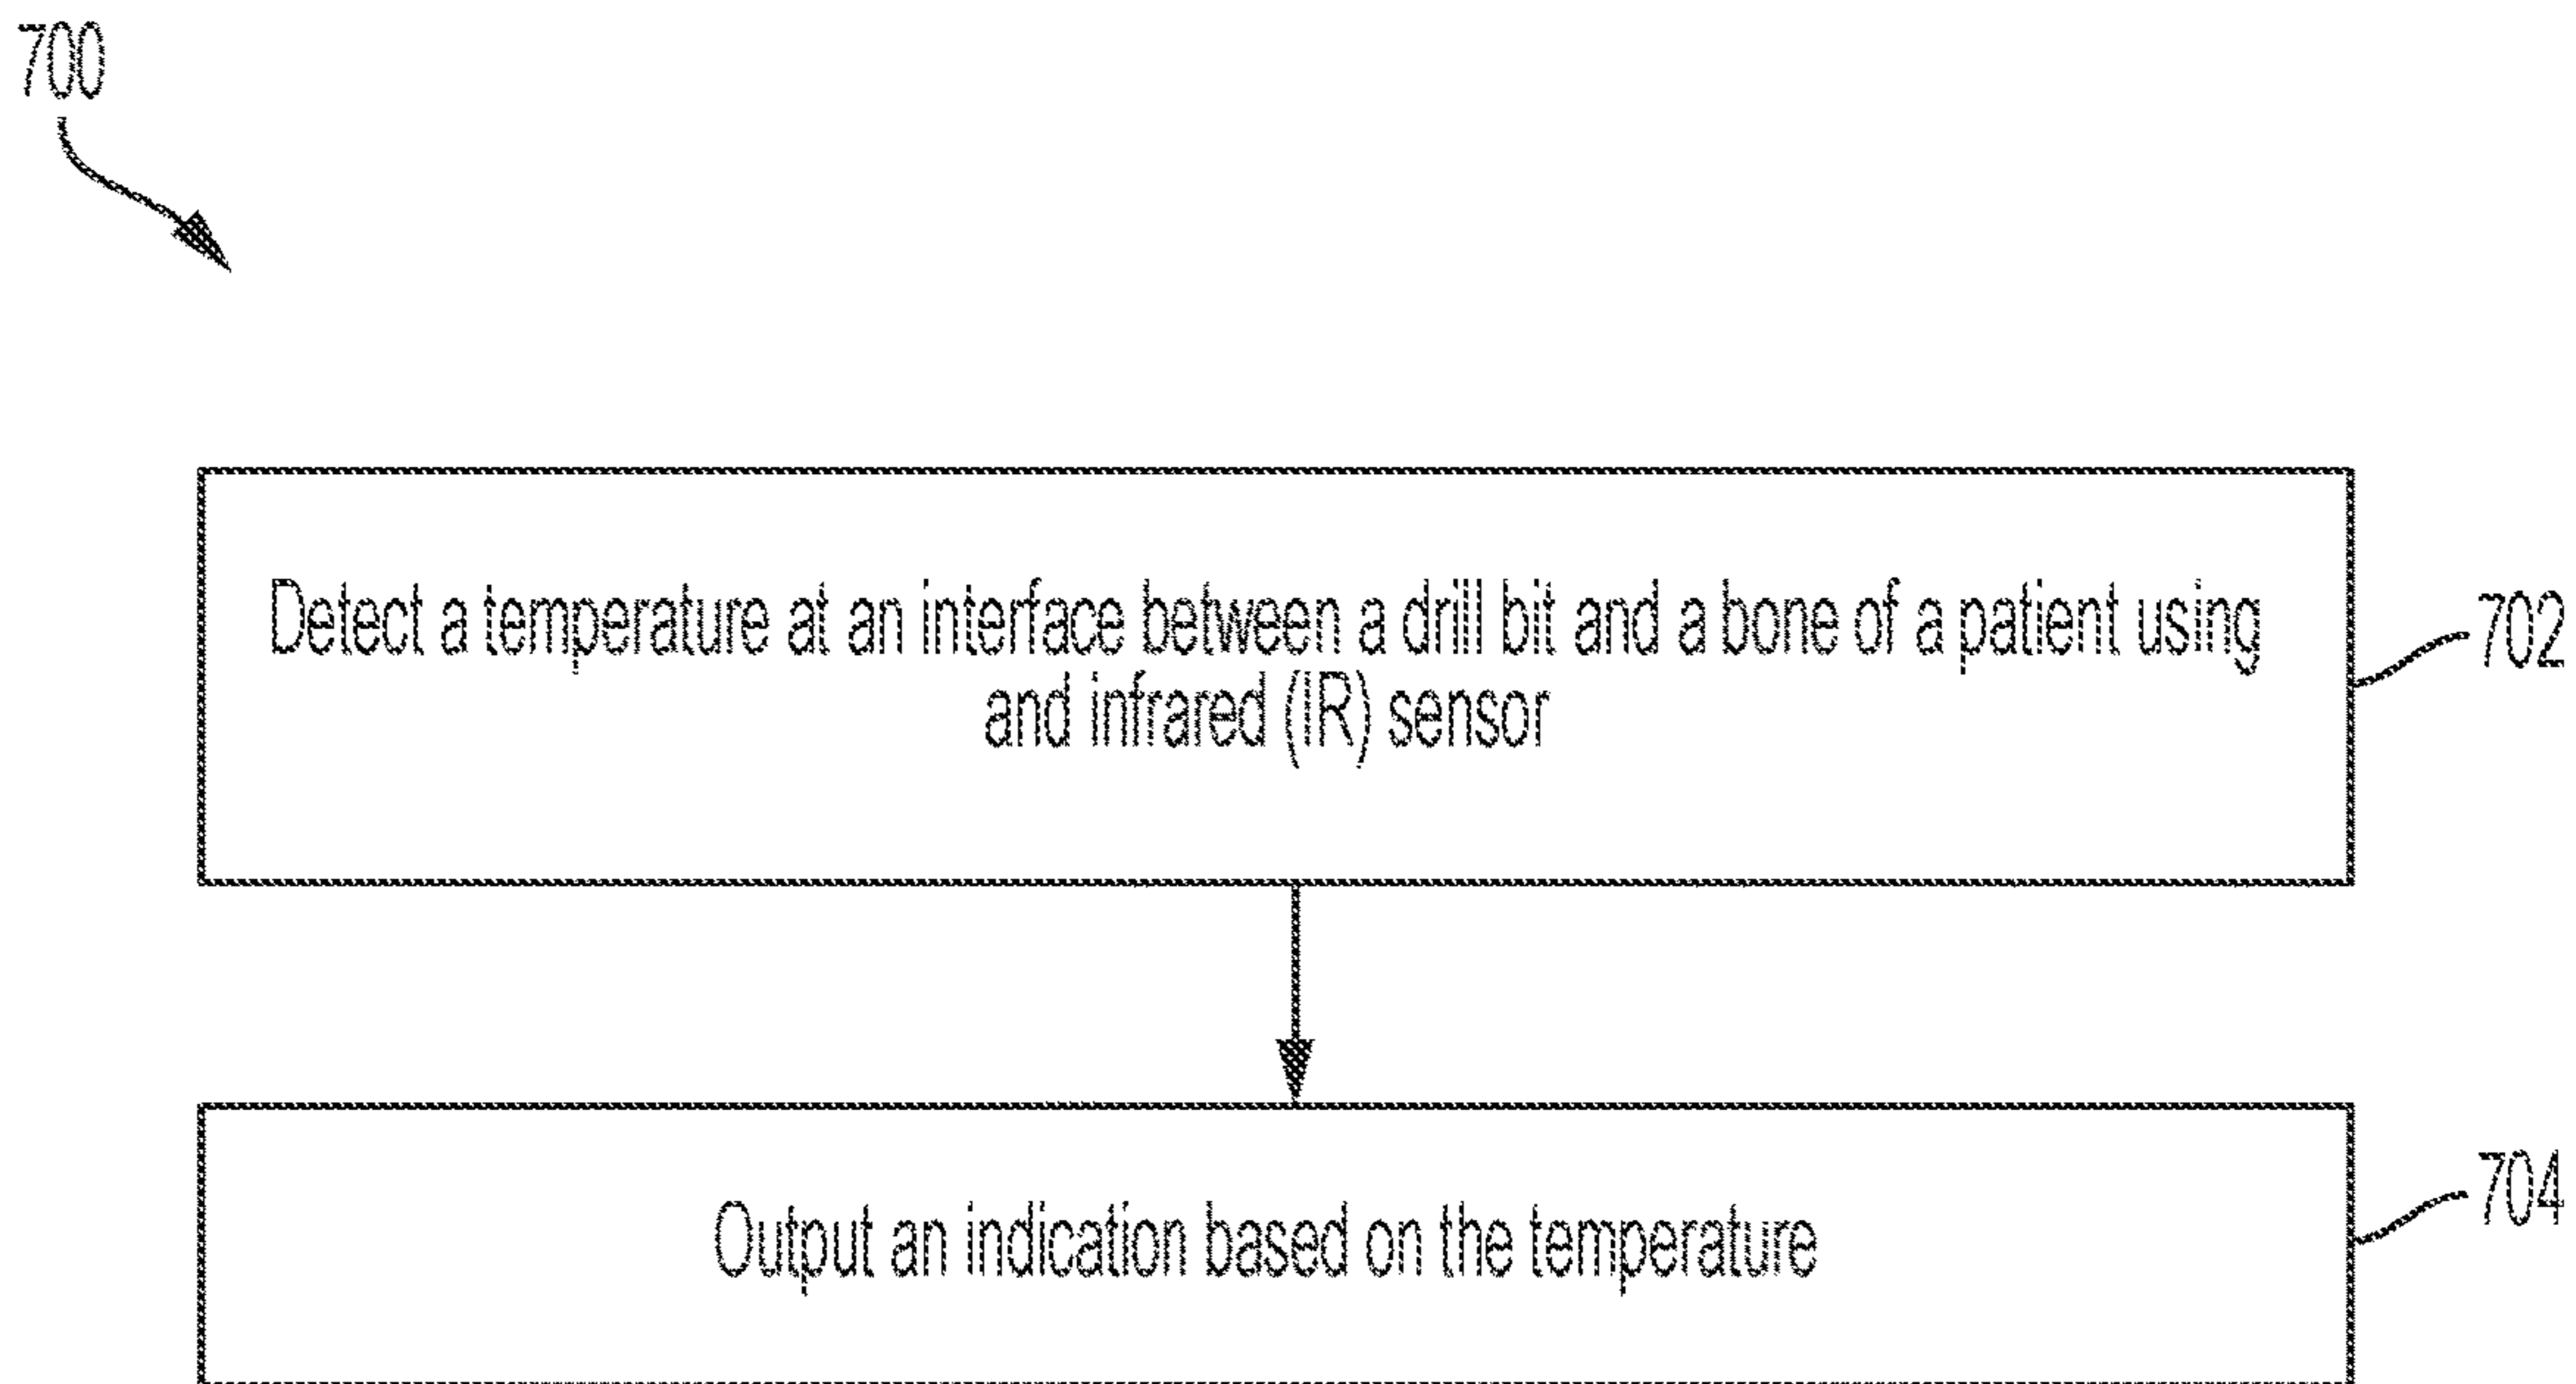 700
Detect a temperature at an interface between a drill bit and a bone of a patient using
and infrared (IR) sensor
702
Output an indication based on the temperature
704